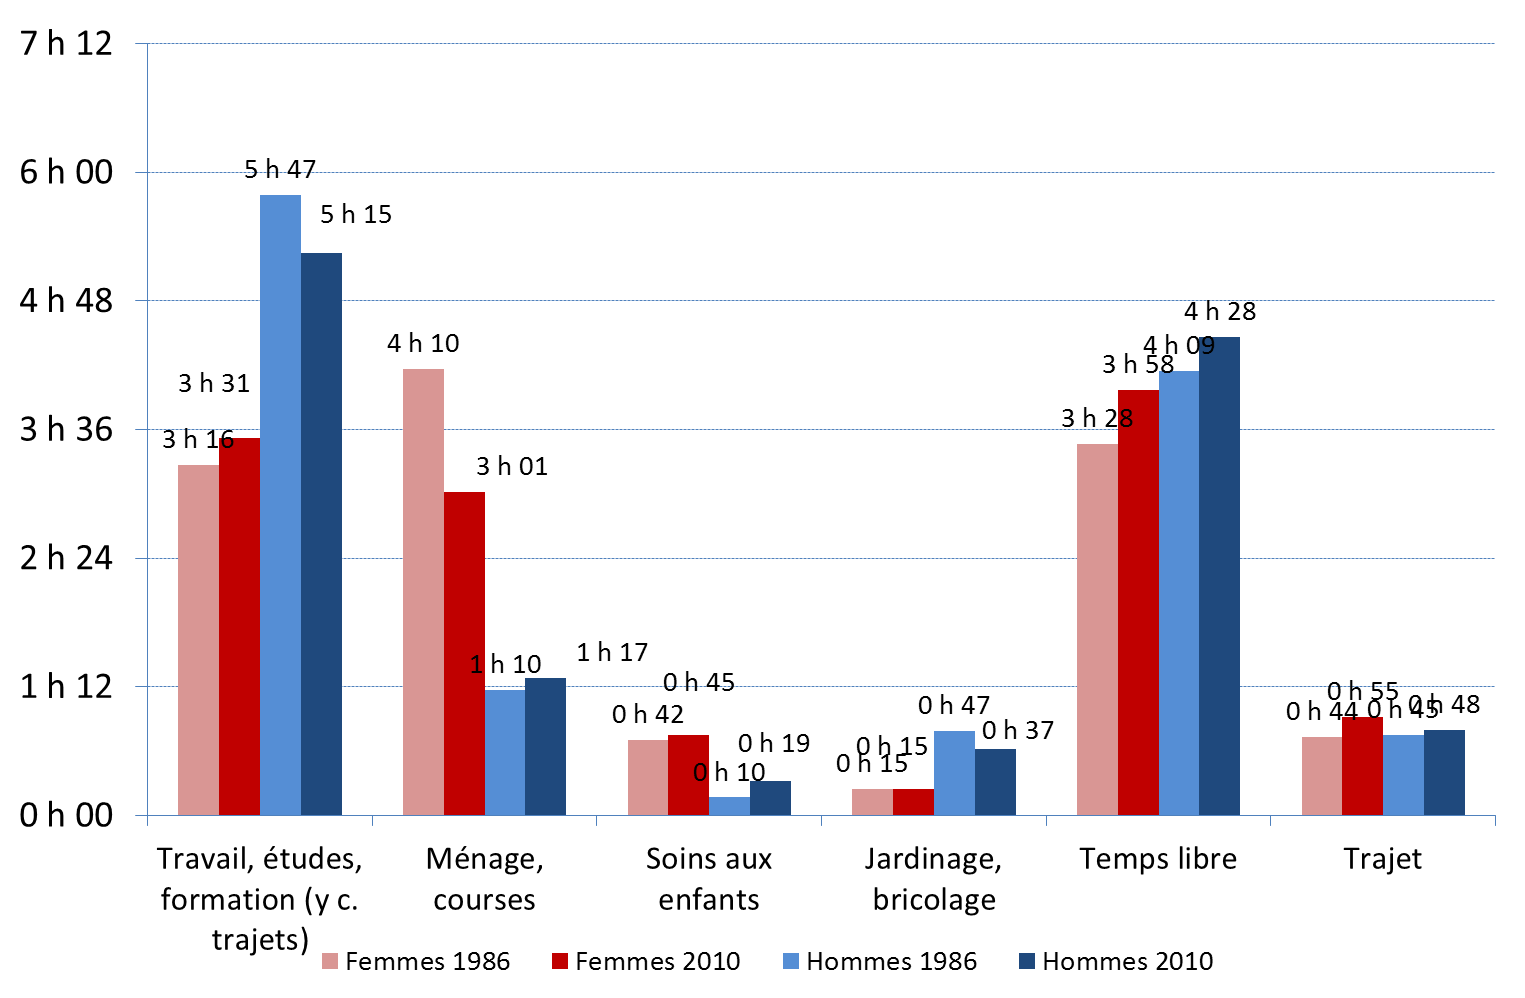 7 h 12
6 h 00
4 h 48
3 h 36
2 h 24
1 h 12
0 h 00
3 h 16
3 h 31
5 h 47
5 h 15
4 h 10
3 h 01
1 h 10
1 h 17
0 h 42
0 h 45
0 h 10
0 h 19
0 h 15
0 h 15
0 h 47
0 h 37
3 h 28
3 h 58
4 h 09
4 h 28
0 h 44
0 h 55
0 h 45
0 h 48
Travail, études,
formation (y c.
trajets)
Ménage,
courses
Soins aux
enfants
Jardinage,
bricolage
Temps libre
Trajet
Femmes 1986
Femmes 2010
Hommes 1986
Hommes 2010